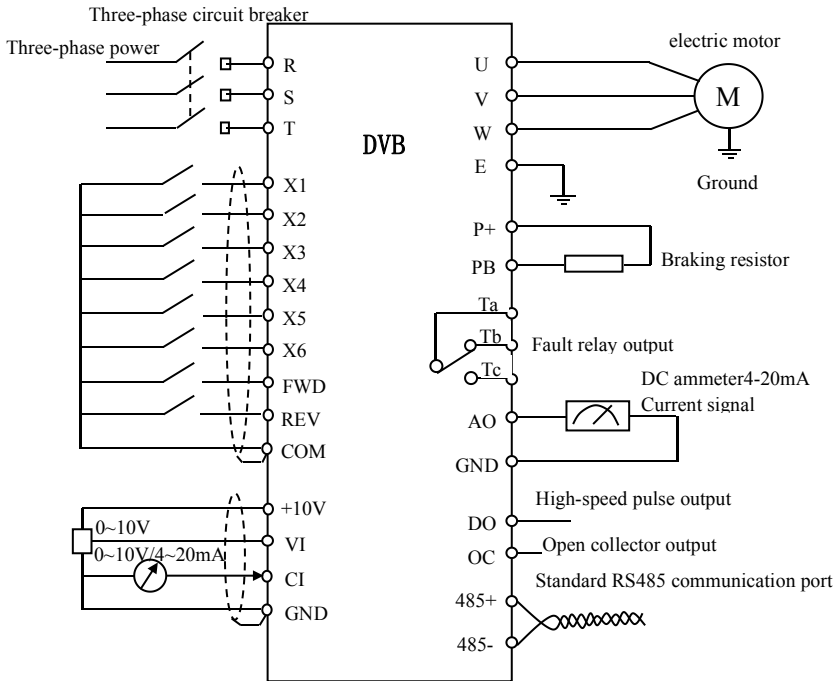 Three-phase circuit breaker
Three-phase power
R
S
T
X1
X2
X3
X4
X5
X6
FWD
REV
COM
+10V
0~10V
VI
0~10V/4~20mA
CI
GND
DVB
U
V
W
E
electric motor
M
Ground
P+
PB
Braking resistor
Ta
Tb
Tc
Fault relay output
DC ammeter4-20mA
Current signal
AO
GND
High-speed pulse output
DO
Open collector output
OC
Standard RS485 communication port
485+
485-